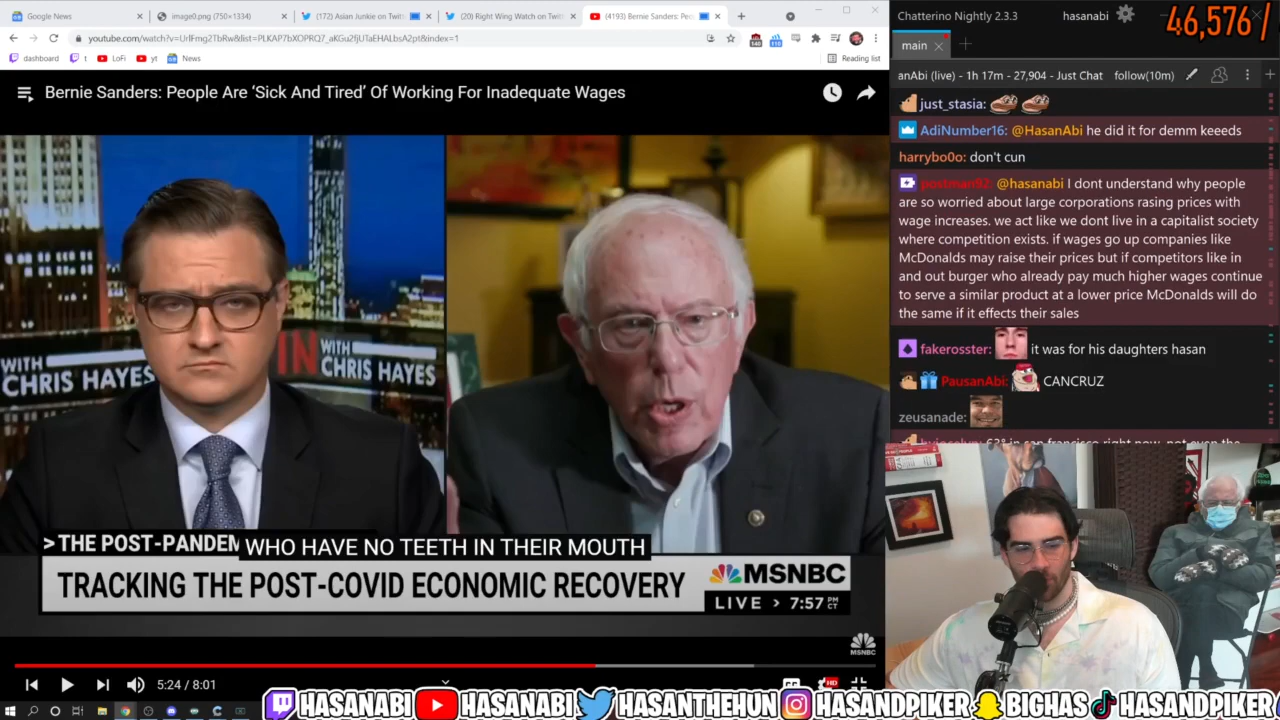 Google News
image0.png (750×1334)
(172) Asian Junkie on Twitt
(20) Right Wing Watch on Twitt
(4193) Bernie Sanders: Peo
youtube.com/watch?v=UrlFmg2TbRw&list=PLKAP7bXOPRQ7_aKGu2fjUTaEHALbsA2pt&index=1
dashboard
t
LoFi
yt
News
Reading list
Bernie Sanders: People Are ‘Sick And Tired’ Of Working For Inadequate Wages
WITH
CHRIS HAYES
IN
WITH
CHRIS HAYES
>THE POST-PANDEM
WHO HAVE NO TEETH IN THEIR MOUTH
TRACKING THE POST-COVID ECONOMIC RECOVERY
MSNBC
LIVE > 7:57 PM CT
MSNBC
5:24 / 8:01
HD
Chatterino Nightly 2.3.3
hasanabi
46,576 /
main
anAbi (live) - 1h 17m - 27,904 - Just Chat
follow(10m)
just_stasia:
AdiNumber16: @HasanAbi he did it for demm keeeds
harrybo0o: don't cun
postman92: @hasanabi I dont understand why people
are so worried about large corporations rasing prices with
wage increases. we act like we dont live in a capitalist society
where competition exists. if wages go up companies like
McDonalds may raise their prices but if competitors like in
and out burger who already pay much higher wages continue
to serve a similar product at a lower price McDonalds will do
the same if it effects their sales
fakerosster: it was for his daughters hasan
PausanAbi: CANCRUZ
zeusanade:
HASANABI HASANABI HASANTHEHUN HASANDPIKER BIGHAS HASANDPIKER